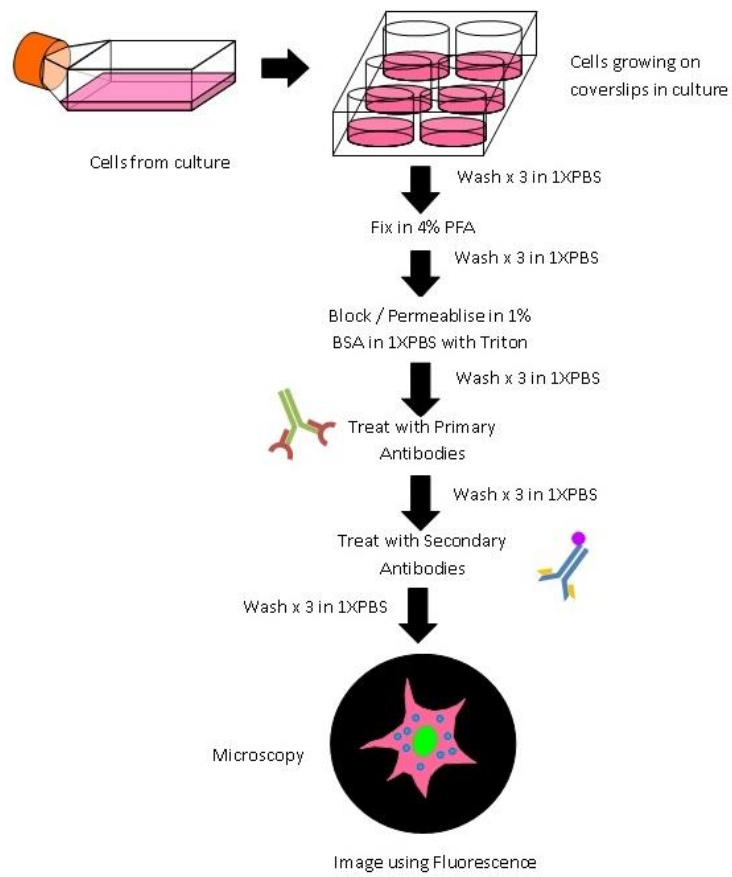 Cells from culture
Cells growing on
coverslips in culture
Wash x 3 in 1XPBS
Fix in 4% PFA
Wash x 3 in 1XPBS
Block / Permeablise in 1%
BSA in 1XPBS with Triton
Wash x 3 in 1XPBS
Treat with Primary
Antibodies
Wash x 3 in 1XPBS
Treat with Secondary
Antibodies
Wash x 3 in 1XPBS
Microscopy
Image using Fluorescence